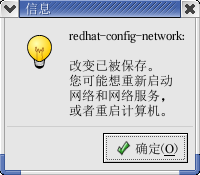 信息
redhat-config-network:
改变已被保存。
您可能想重新启动
网络和网络服务，
或者重启计算机。
确定(O)